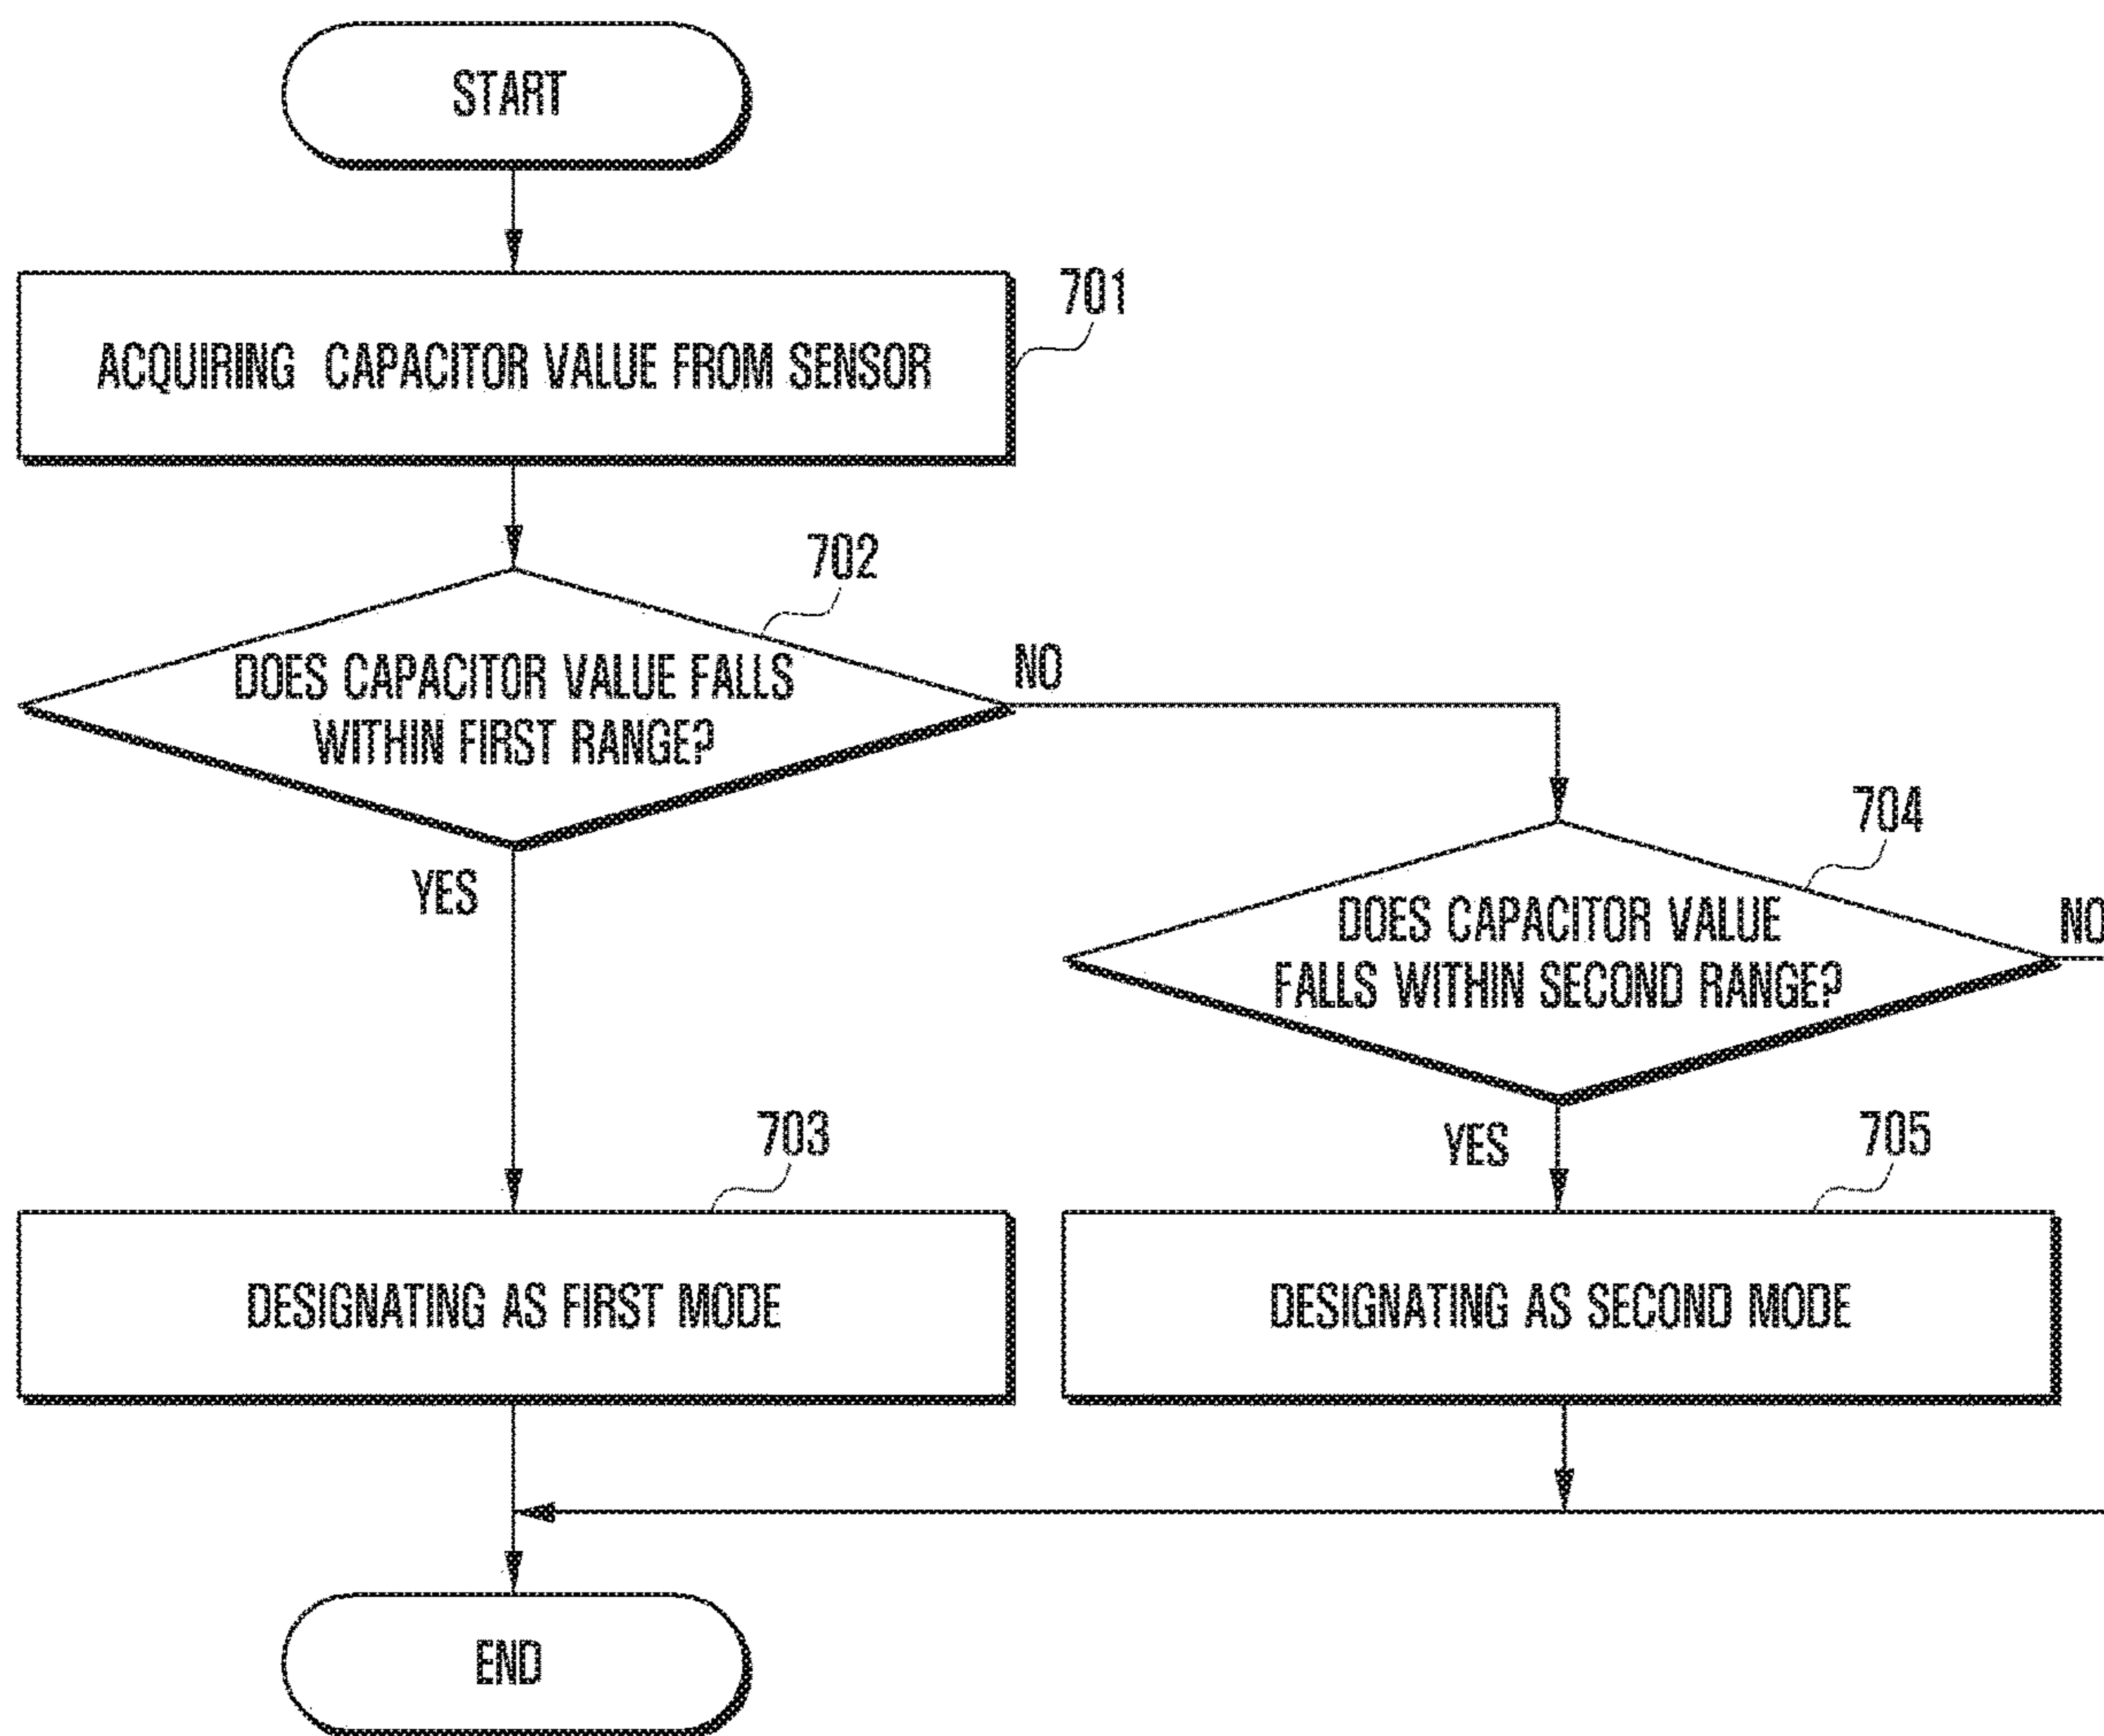 START
701
ACQUIRING CAPACITOR VALUE FROM SENSOR
702
DOES CAPACITOR VALUE FALLS
WITHIN FIRST RANGE?
NO
YES
704
DOES CAPACITOR VALUE
FALLS WITHIN SECOND RANGE?
NO
YES
703
DESIGNATING AS FIRST MODE
705
DESIGNATING AS SECOND MODE
END